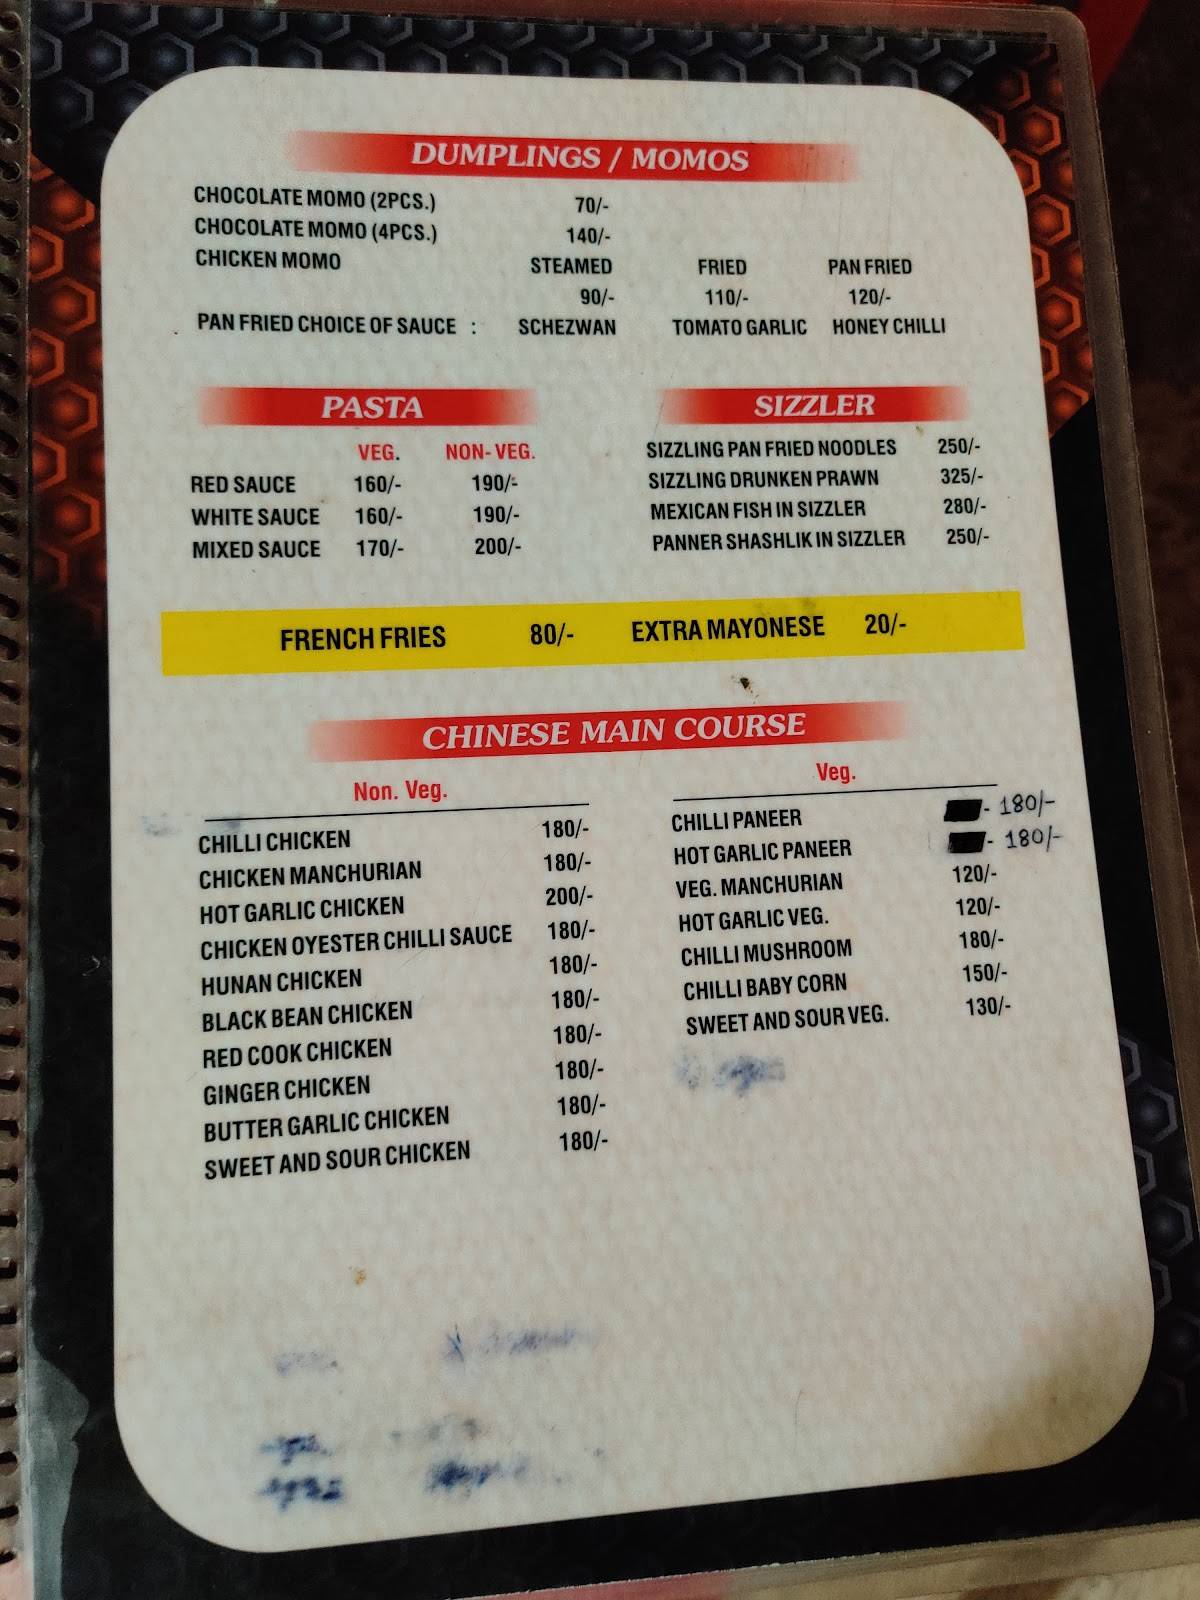 DUMPLINGS / MOMOS
CHOCOLATE MOMO (2PCS.) 70/-
CHOCOLATE MOMO (4PCS.) 140/-
CHICKEN MOMO STEAMED FRIED PAN FRIED
90/- 110/- 120/-
PAN FRIED CHOICE OF SAUCE : SCHEZWAN TOMATO GARLIC HONEY CHILLI
PASTA
VEG. NON-VEG.
RED SAUCE 160/- 190/-
WHITE SAUCE 160/- 190/-
MIXED SAUCE 170/- 200/-
SIZZLER
SIZZLING PAN FRIED NOODLES 250/-
SIZZLING DRUNKEN PRAWN 325/-
MEXICAN FISH IN SIZZLER 280/-
PANNER SHASHLIK IN SIZZLER 250/-
FRENCH FRIES 80/- EXTRA MAYONESE 20/-
CHINESE MAIN COURSE
Non. Veg.
CHILLI CHICKEN 180/-
CHICKEN MANCHURIAN 180/-
HOT GARLIC CHICKEN 200/-
CHICKEN OYESTER CHILLI SAUCE 180/-
HUNAN CHICKEN 180/-
BLACK BEAN CHICKEN 180/-
RED COOK CHICKEN 180/-
GINGER CHICKEN 180/-
BUTTER GARLIC CHICKEN 180/-
SWEET AND SOUR CHICKEN 180/-
Veg.
CHILLI PANEER - 180/-
HOT GARLIC PANEER - 180/-
VEG. MANCHURIAN 120/-
HOT GARLIC VEG. 120/-
CHILLI MUSHROOM 180/-
CHILLI BABY CORN 150/-
SWEET AND SOUR VEG. 130/-